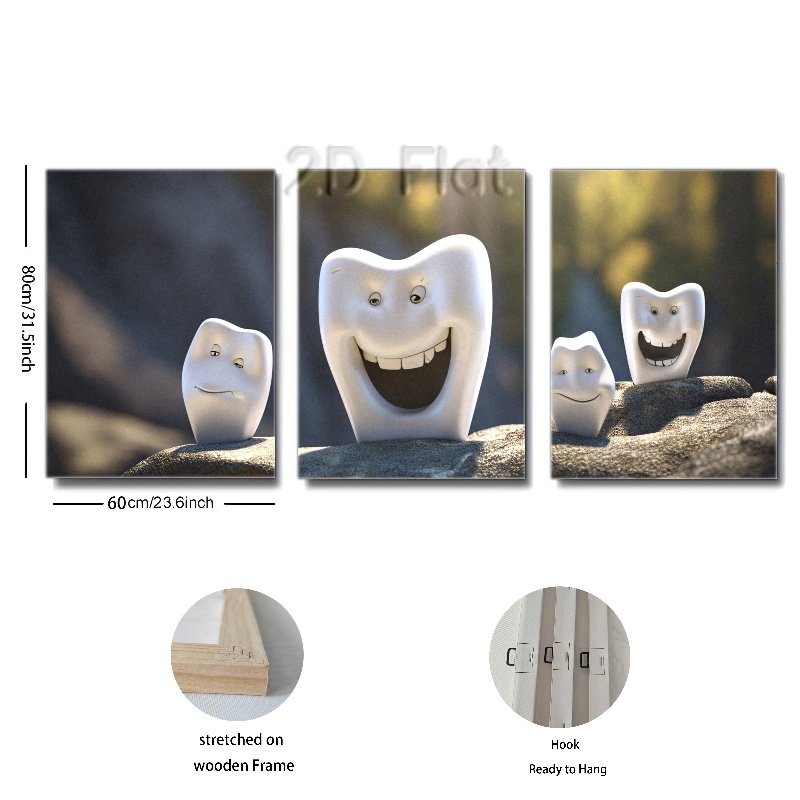 2D Flat
80cm/31.5inch
60cm/23.6inch
stretched on
wooden Frame
Hook
Ready to Hang